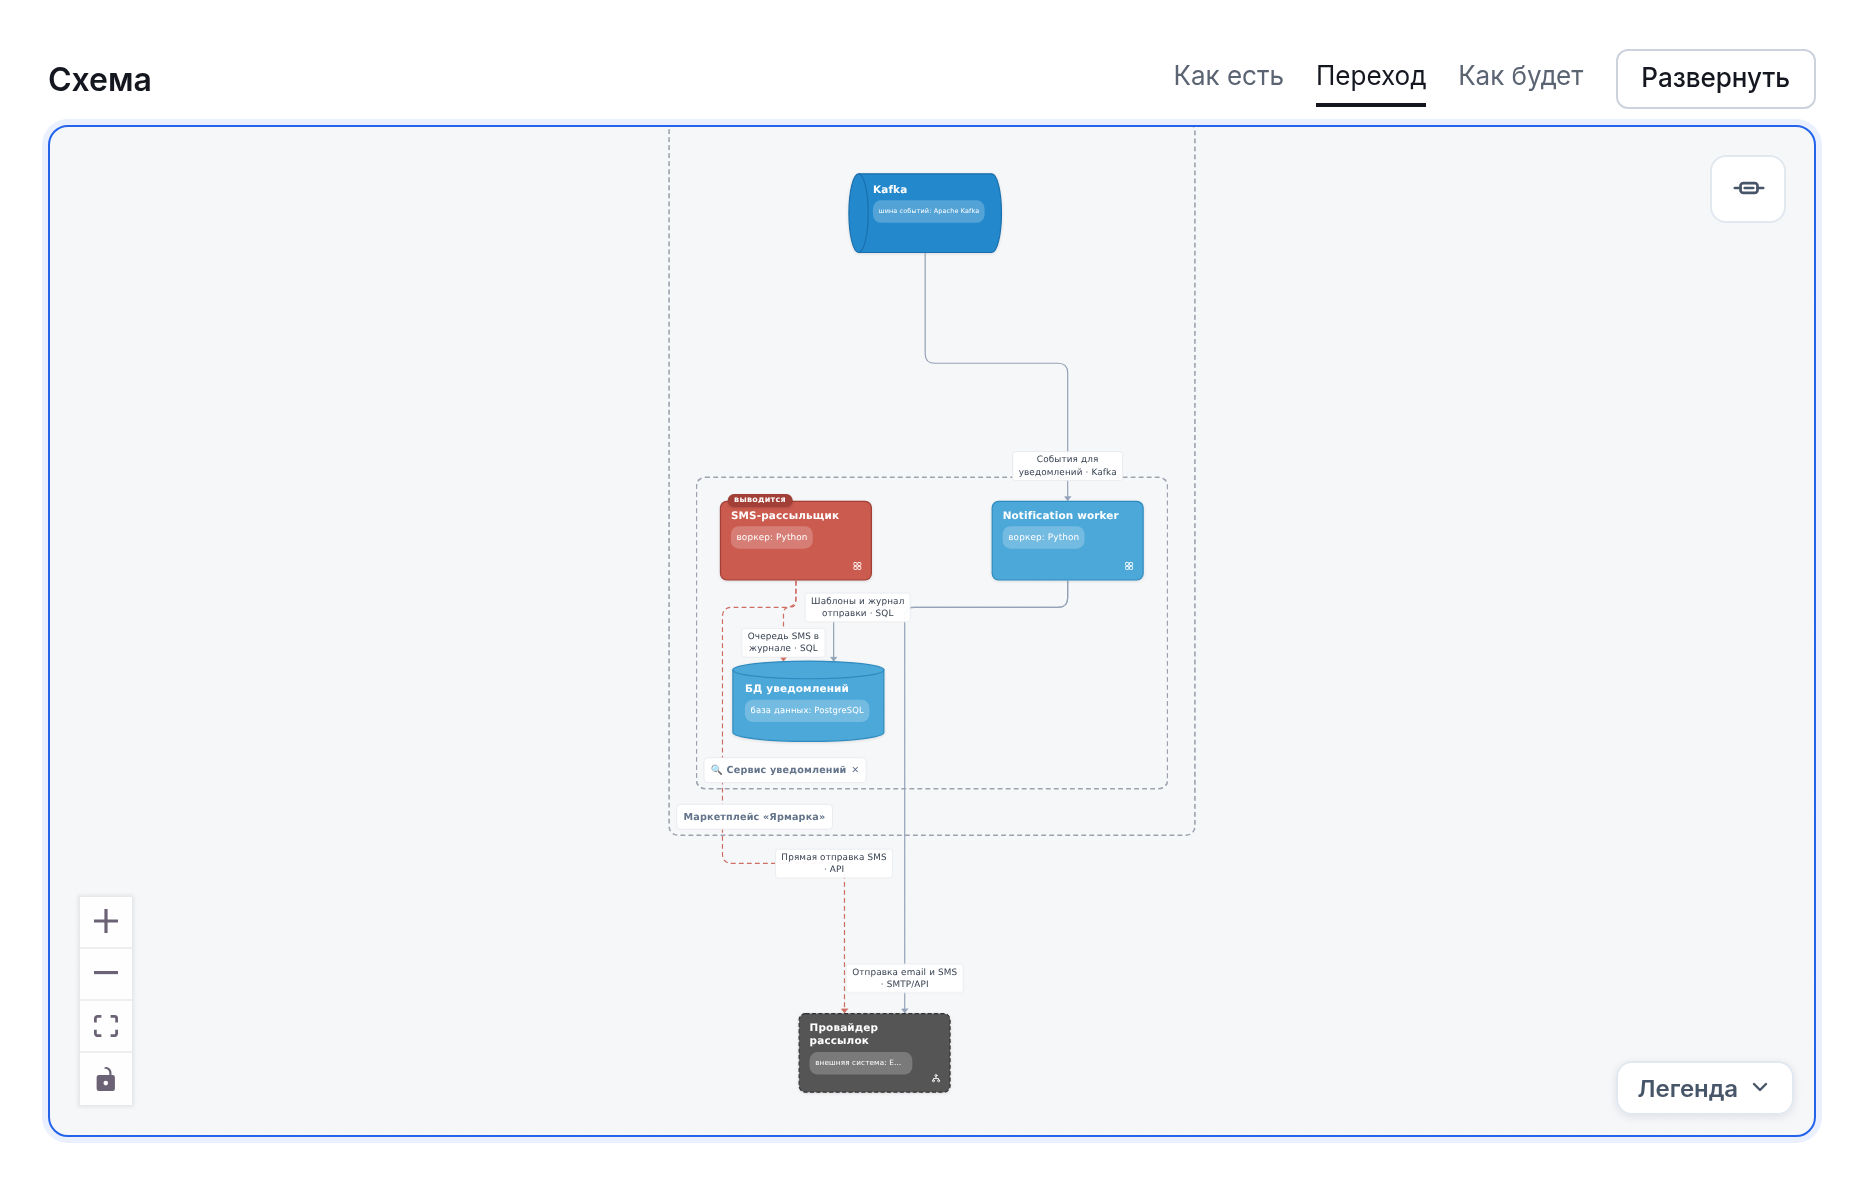 Схема
Как есть
Переход
Как будет
Развернуть
Kafka
шина событий: Apache Kafka
События для
уведомлений · Kafka
выводится
SMS-рассыльщик
воркер: Python
Notification worker
воркер: Python
Шаблоны и журнал
отправки · SQL
Очередь SMS в
журнале · SQL
БД уведомлений
база данных: PostgreSQL
🔍 Сервис уведомлений ×
Маркетплейс «Ярмарка»
Прямая отправка SMS
· API
Отправка email и SMS
· SMTP/API
Провайдер
рассылок
внешняя система: E...
Легенда